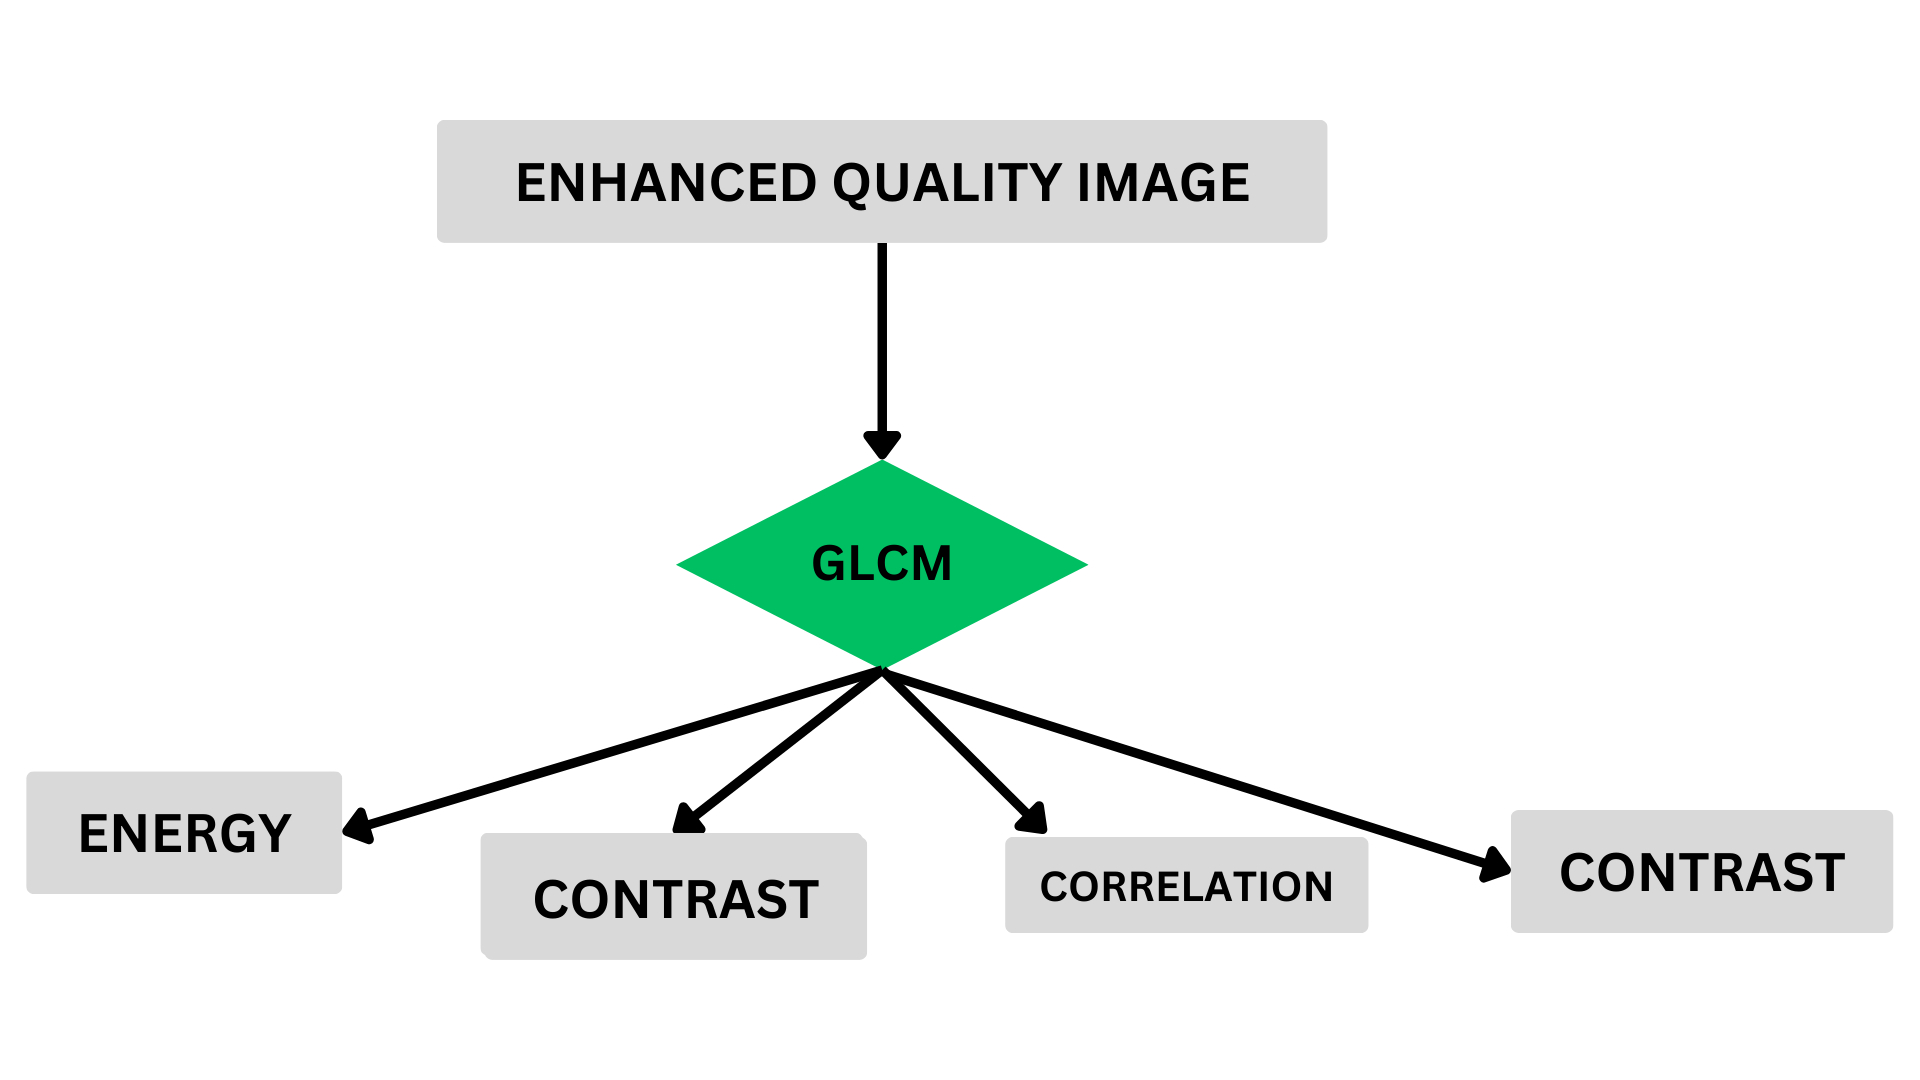 ENHANCED QUALITY IMAGE
GLCM
ENERGY
CONTRAST
CORRELATION
CONTRAST